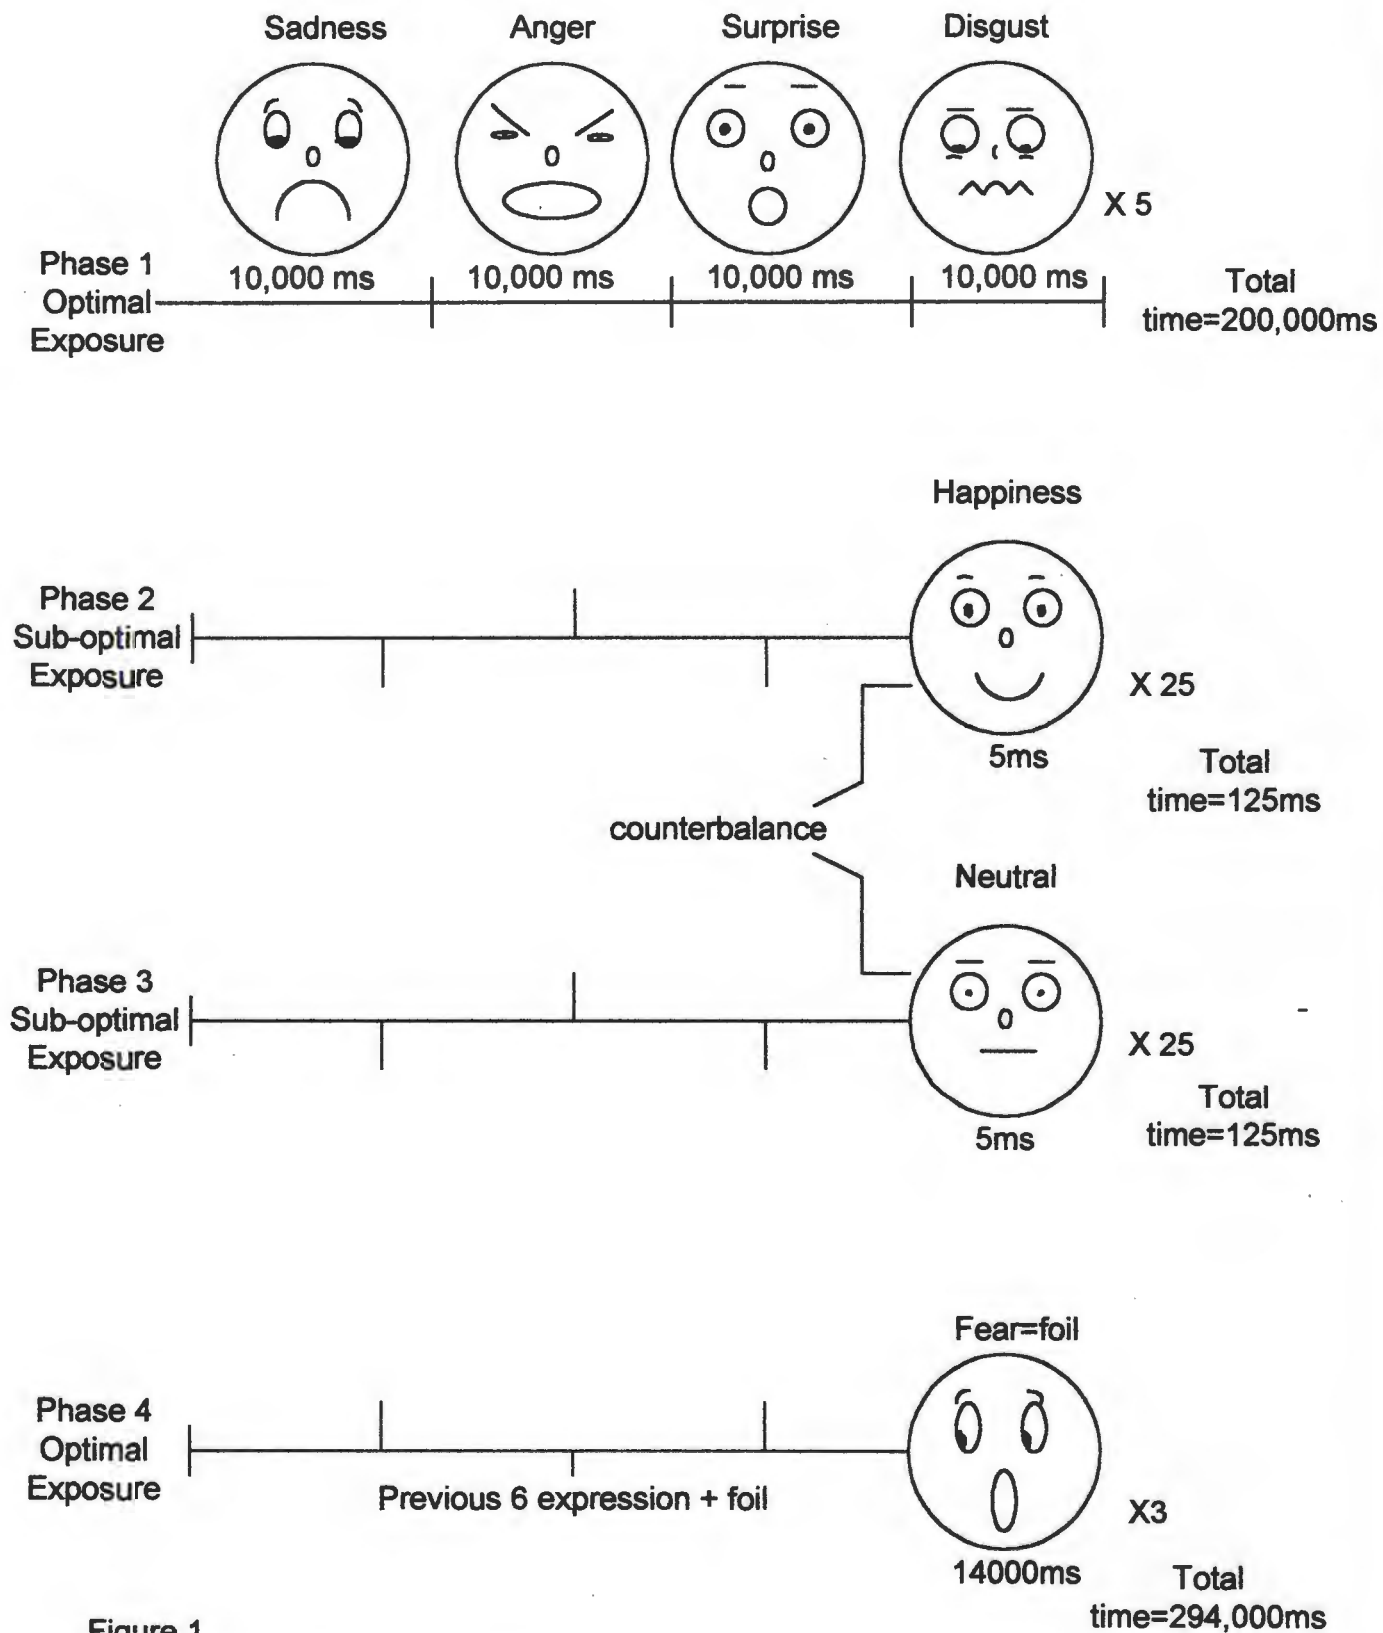 Sadness Anger Surprise Disgust
X 5
Phase 1
Optimal
Exposure
10,000 ms 10,000 ms 10,000 ms 10,000 ms
Total
time=200,000ms
Happiness
Phase 2
Sub-optimal
Exposure
X 25
5ms
Total
time=125ms
counterbalance
Neutral
Phase 3
Sub-optimal
Exposure
X 25
5ms
Total
time=125ms
Fear=foil
Phase 4
Optimal
Exposure
Previous 6 expression + foil
X3
14000ms
Total
time=294,000ms
Figure 1